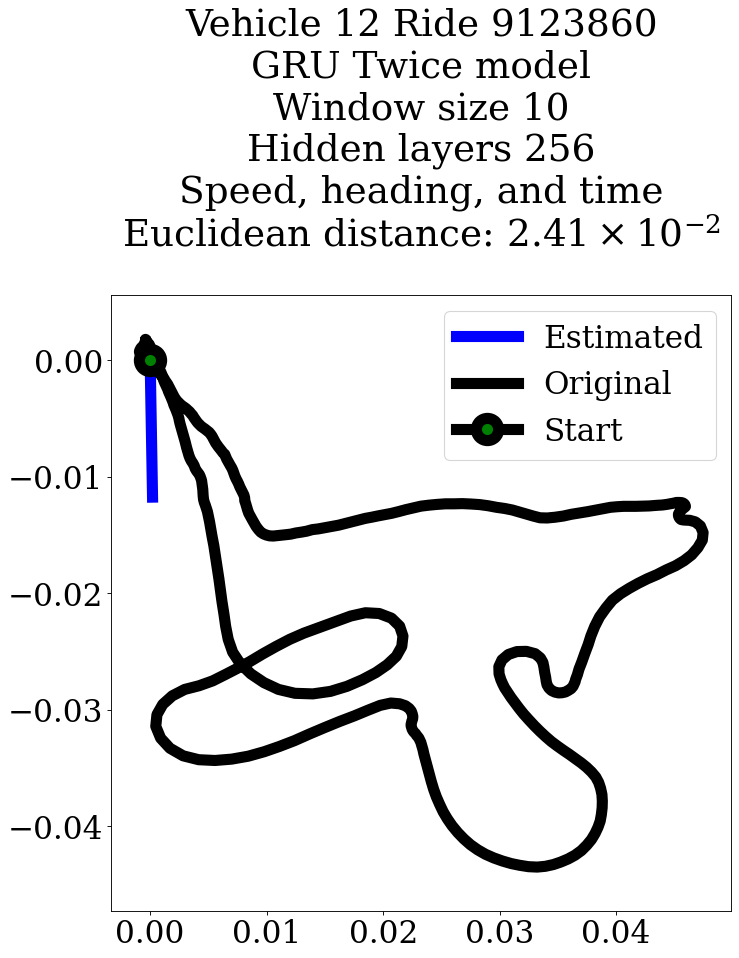 Vehicle 12 Ride 9123860
GRU Twice model
Window size 10
Hidden layers 256
Speed, heading, and time
Euclidean distance: 2.41 × 10⁻²
Estimated
Original
Start
0.00
−0.01
−0.02
−0.03
−0.04
0.00 0.01 0.02 0.03 0.04